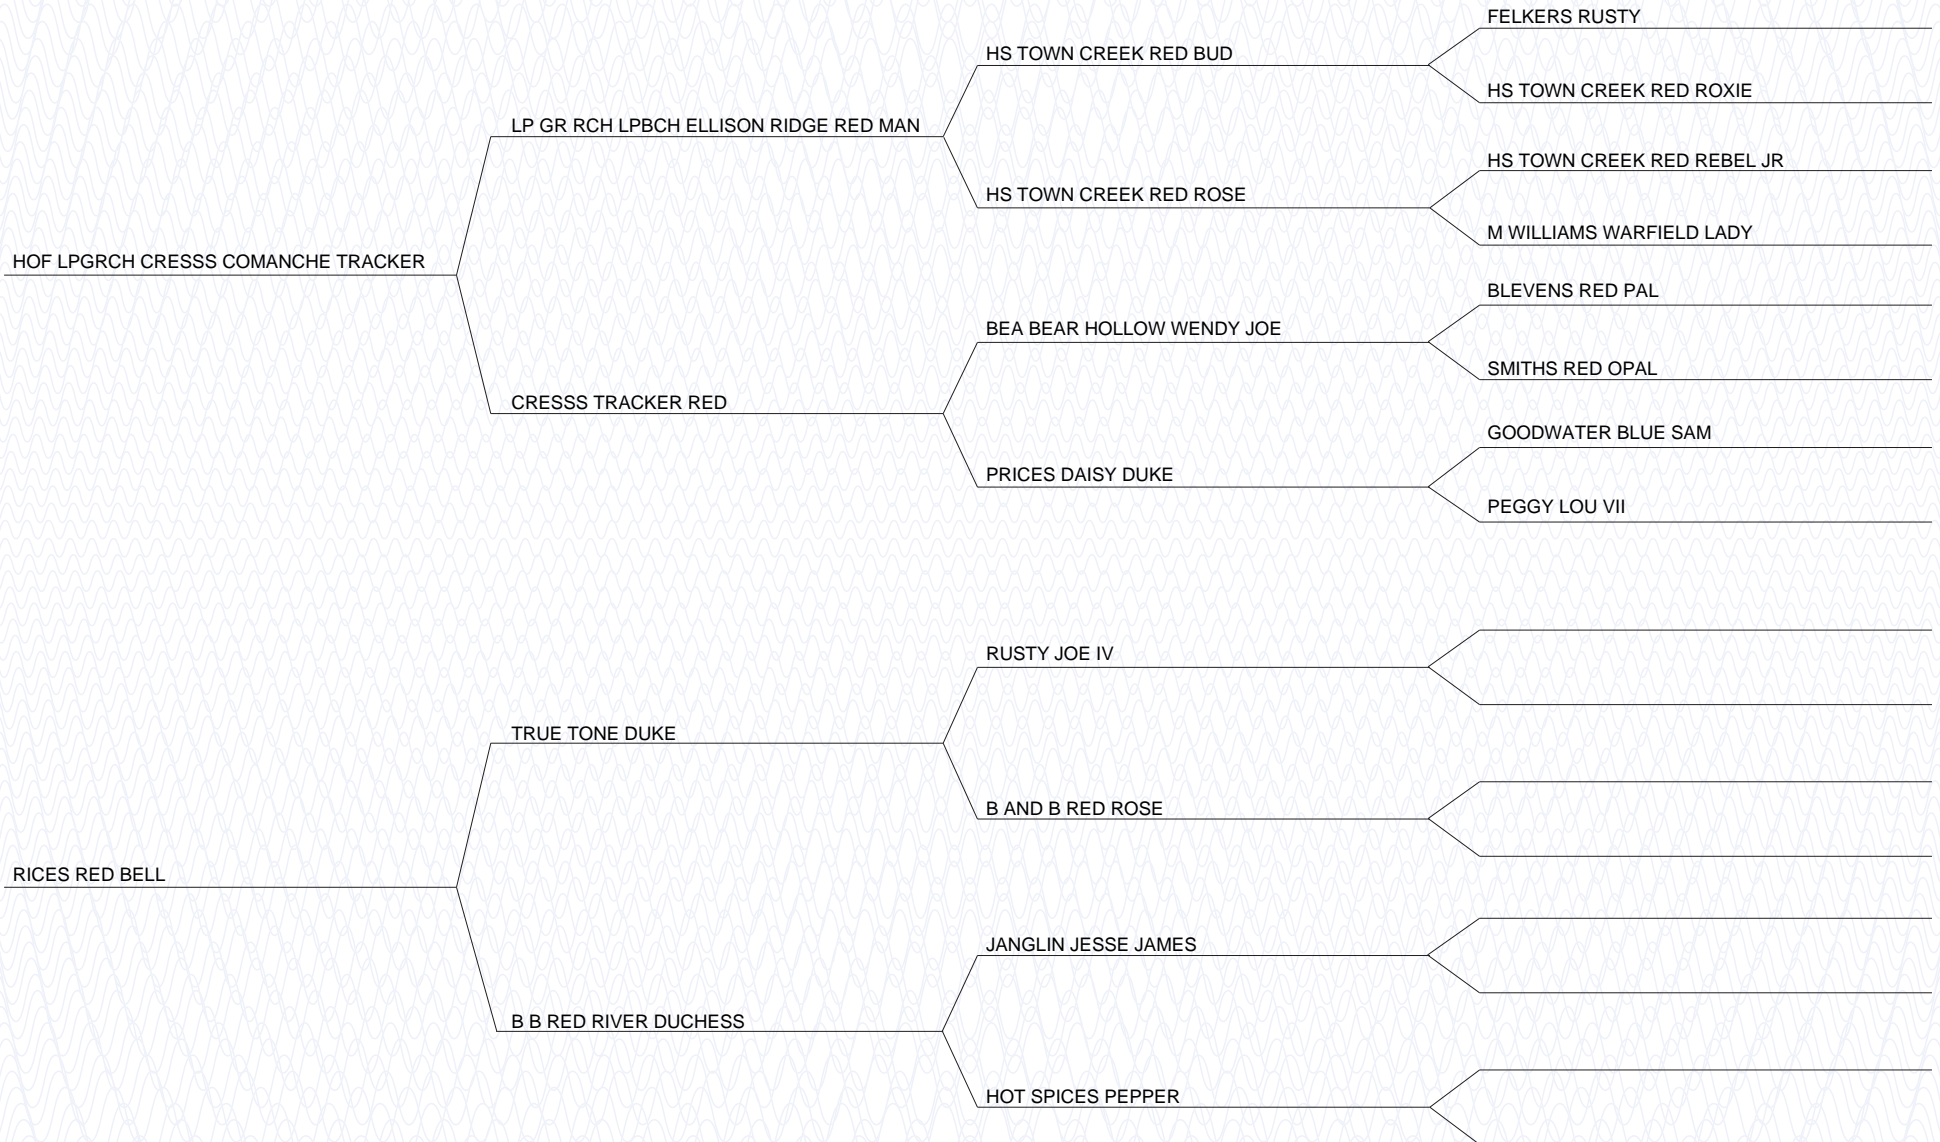 FELKERS RUSTY
HS TOWN CREEK RED BUD
HS TOWN CREEK RED ROXIE
LP GR RCH LPBCH ELLISON RIDGE RED MAN
HS TOWN CREEK RED REBEL JR
HS TOWN CREEK RED ROSE
M WILLIAMS WARFIELD LADY
HOF LPGRCH CRESSS COMANCHE TRACKER
BLEVENS RED PAL
BEA BEAR HOLLOW WENDY JOE
SMITHS RED OPAL
CRESSS TRACKER RED
GOODWATER BLUE SAM
PRICES DAISY DUKE
PEGGY LOU VII
RUSTY JOE IV
TRUE TONE DUKE
B AND B RED ROSE
RICES RED BELL
JANGLIN JESSE JAMES
B B RED RIVER DUCHESS
HOT SPICES PEPPER